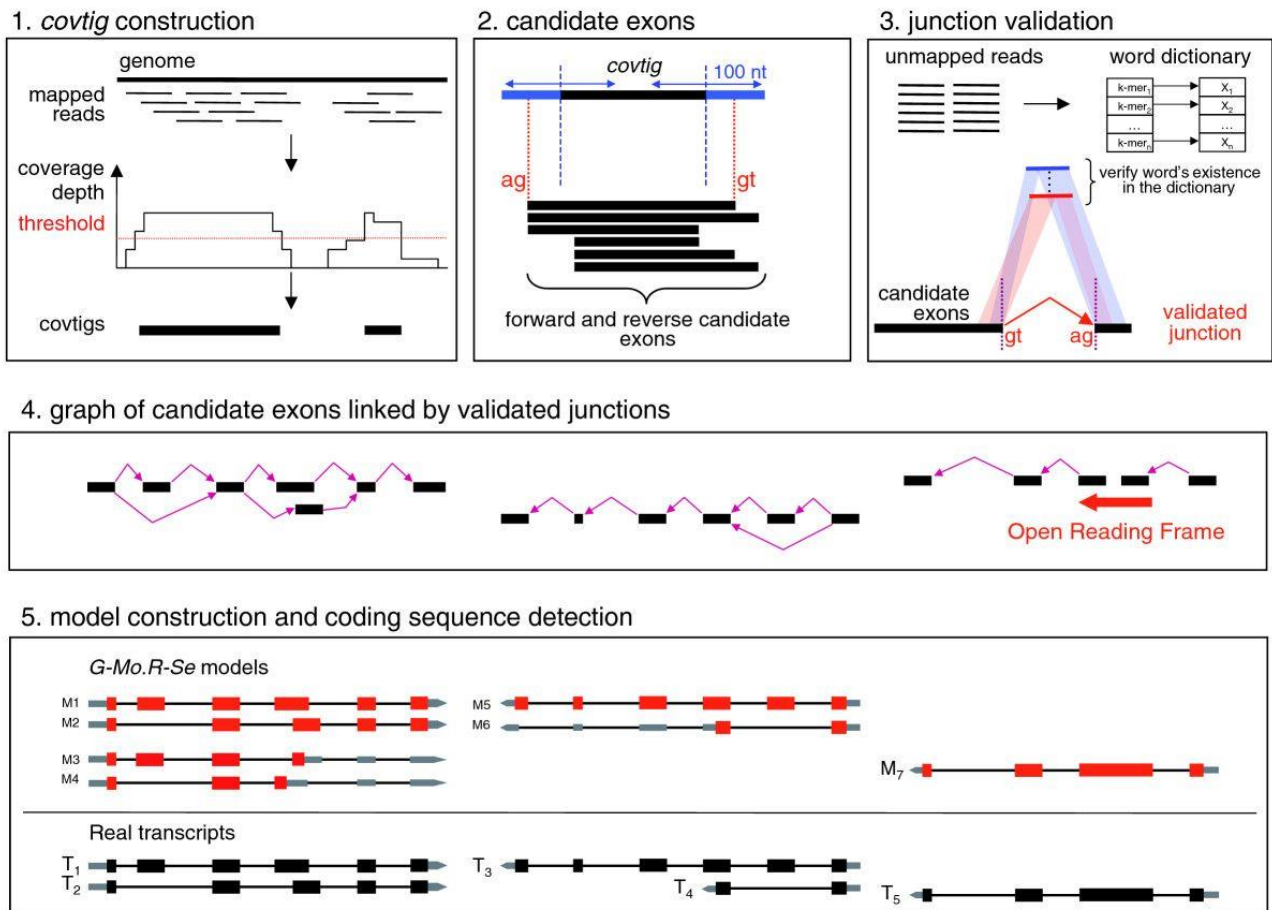 1. covtig construction
genome
mapped
reads
coverage
depth
threshold
covtigs
2. candidate exons
covtig
100 nt
ag
gt
forward and reverse candidate
exons
3. junction validation
unmapped reads
word dictionary
k-mer1 X1
k-mer2 X2
... ...
k-mern Xn
verify word's existence
in the dictionary
candidate
exons
gt
ag
validated
junction
4. graph of candidate exons linked by validated junctions
Open Reading Frame
5. model construction and coding sequence detection
G-Mo.R-Se models
M1
M2
M3
M4
M5
M6
M7
Real transcripts
T1
T2
T3
T4
T5